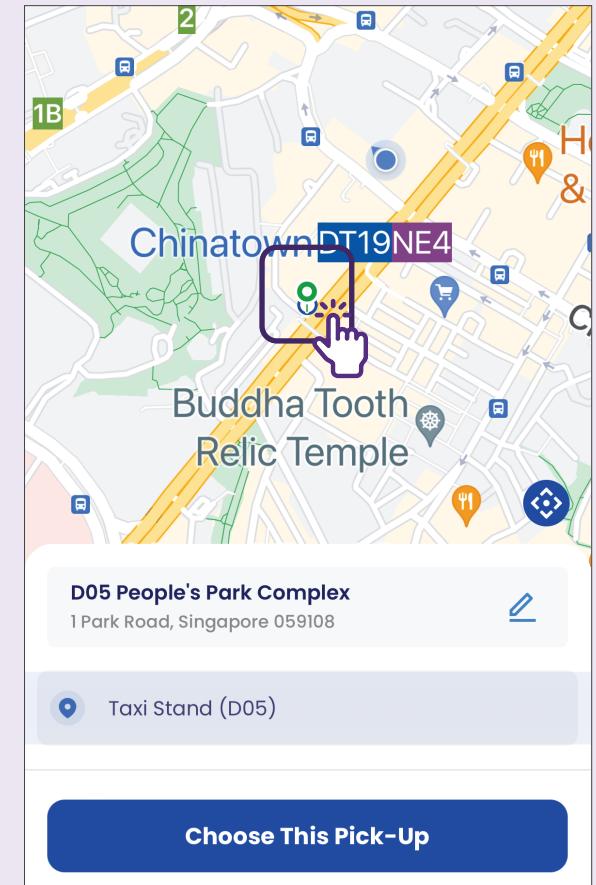 2
1B
Chinatown DT19 NE4
&
Buddha Tooth
Relic Temple
D05 People's Park Complex
1 Park Road, Singapore 059108
Taxi Stand (D05)
Choose This Pick-Up